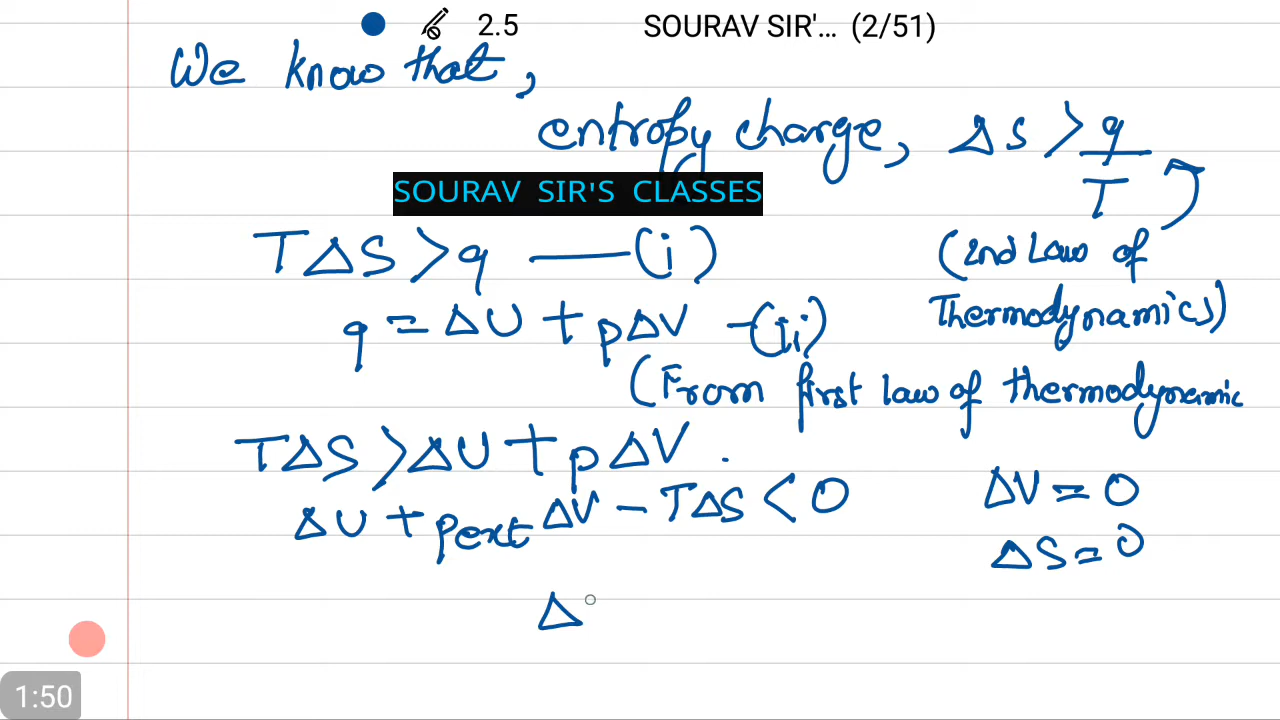 2.5 SOURAV SIR'... (2/51)
We know that,
entropy charge, ΔS > q/T
SOURAV SIR'S CLASSES
TΔS > q —(i)
(2nd Law of
Thermodynamics)
q = ΔU + pΔV -(ii)
(From first law of thermodynamic
TΔS > ΔU + pΔV.
ΔU + Pext ΔV - TΔS < 0
ΔV = 0
ΔS = 0
Δ
1:50